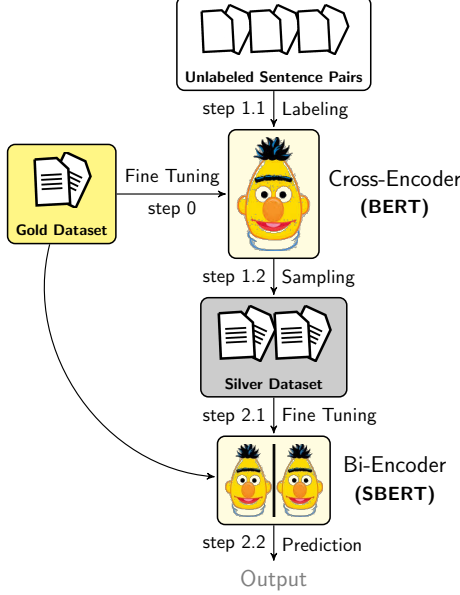 Unlabeled Sentence Pairs
step 1.1 Labeling
Fine Tuning
step 0
Gold Dataset
Cross-Encoder
(BERT)
step 1.2 Sampling
Silver Dataset
step 2.1 Fine Tuning
Bi-Encoder
(SBERT)
step 2.2 Prediction
Output